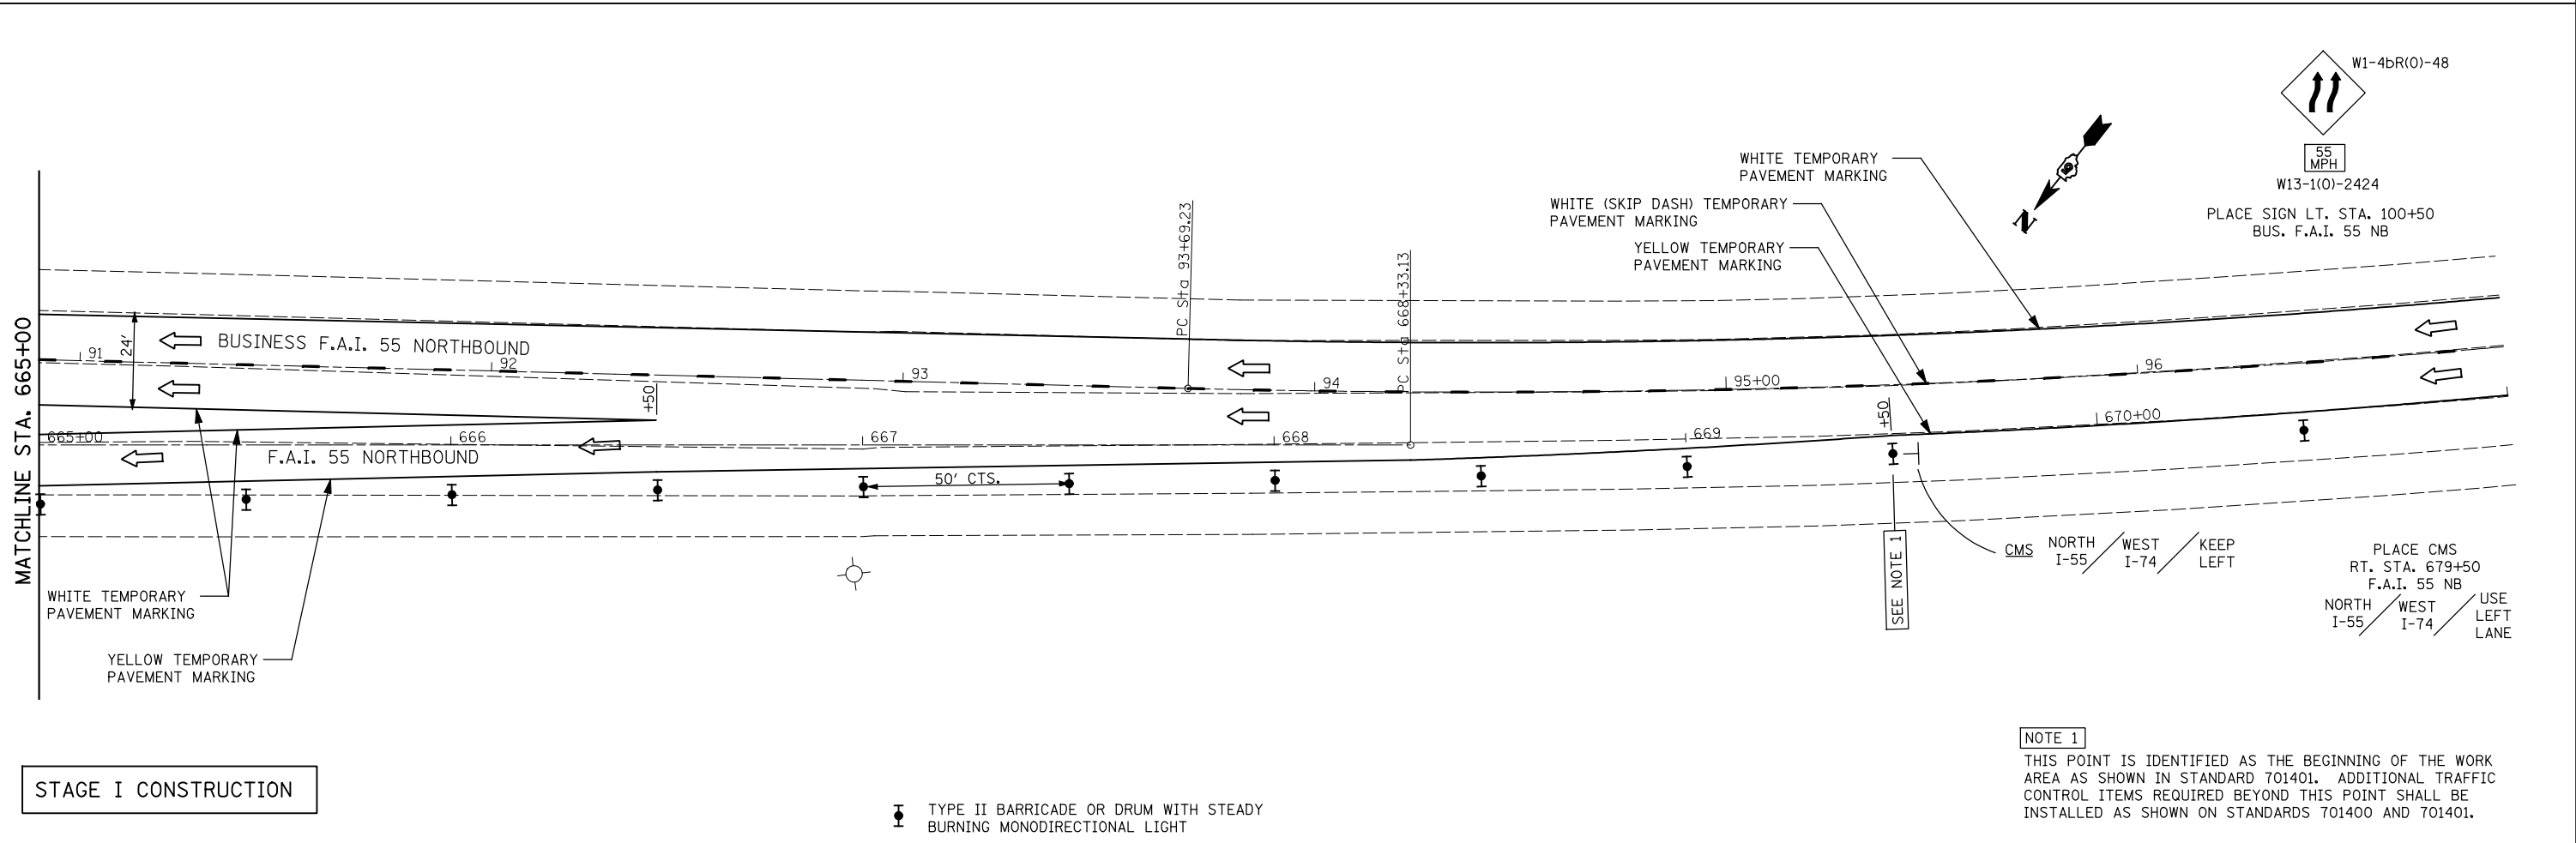 W1-4bR(O)-48
55
MPH
W13-1(O)-2424
PLACE SIGN LT. STA. 100+50
BUS. F.A.I. 55 NB
N
WHITE TEMPORARY
PAVEMENT MARKING
WHITE (SKIP DASH) TEMPORARY
PAVEMENT MARKING
YELLOW TEMPORARY
PAVEMENT MARKING
PC Sta 93+69.23
PC Sta 668+33.13
MATCHLINE STA. 665+00
24'
BUSINESS F.A.I. 55 NORTHBOUND
91
92
93
94
95+00
96
+50
+50
665+00
666
667
668
669
670+00
F.A.I. 55 NORTHBOUND
50' CTS.
WHITE TEMPORARY
PAVEMENT MARKING
YELLOW TEMPORARY
PAVEMENT MARKING
SEE NOTE 1
CMS
NORTH
I-55
WEST
I-74
KEEP
LEFT
PLACE CMS
RT. STA. 679+50
F.A.I. 55 NB
NORTH
I-55
WEST
I-74
USE
LEFT
LANE
STAGE I CONSTRUCTION
TYPE II BARRICADE OR DRUM WITH STEADY
BURNING MONODIRECTIONAL LIGHT
NOTE 1
THIS POINT IS IDENTIFIED AS THE BEGINNING OF THE WORK
AREA AS SHOWN IN STANDARD 701401. ADDITIONAL TRAFFIC
CONTROL ITEMS REQUIRED BEYOND THIS POINT SHALL BE
INSTALLED AS SHOWN ON STANDARDS 701400 AND 701401.